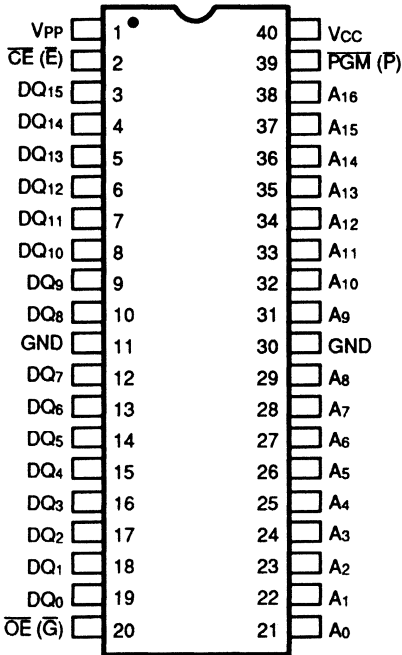 VPP 1 40 VCC
C̅E̅ (E̅) 2 39 P̅G̅M̅ (P̅)
DQ15 3 38 A16
DQ14 4 37 A15
DQ13 5 36 A14
DQ12 6 35 A13
DQ11 7 34 A12
DQ10 8 33 A11
DQ9 9 32 A10
DQ8 10 31 A9
GND 11 30 GND
DQ7 12 29 A8
DQ6 13 28 A7
DQ5 14 27 A6
DQ4 15 26 A5
DQ3 16 25 A4
DQ2 17 24 A3
DQ1 18 23 A2
DQ0 19 22 A1
O̅E̅ (G̅) 20 21 A0